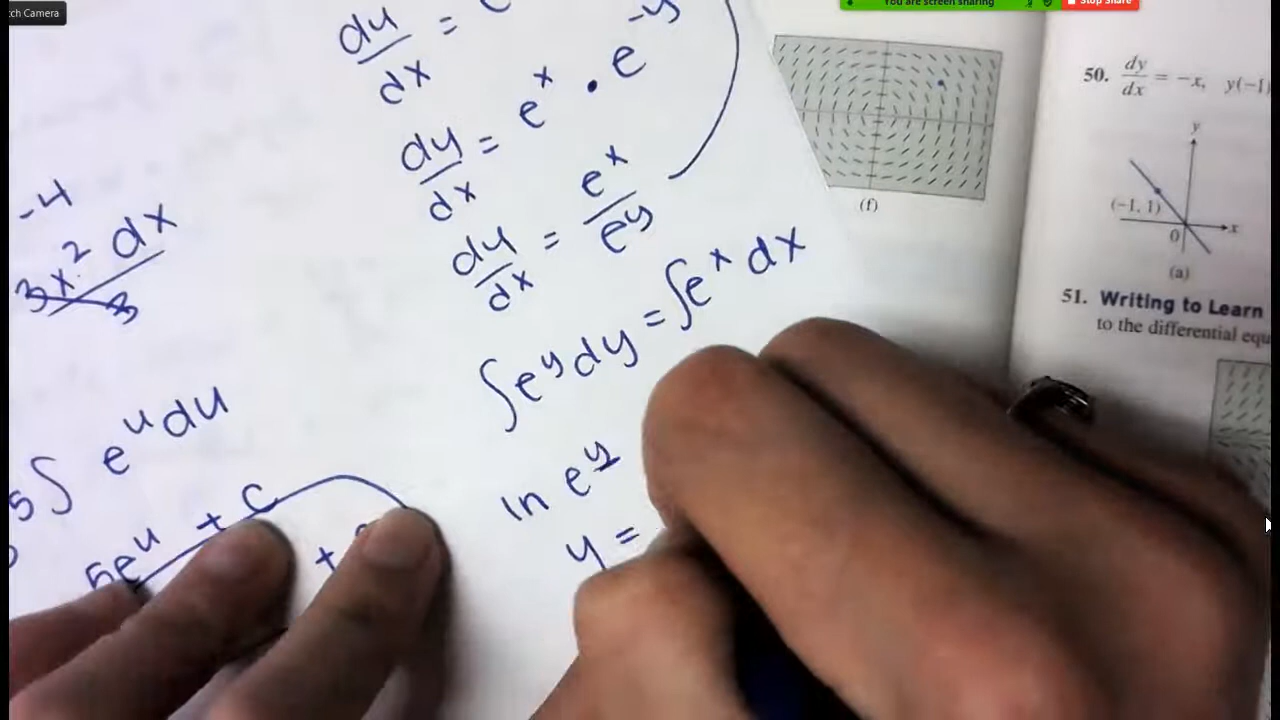 tch Camera
You are screen sharing
Stop Share
dy/dx =
dy/dx = e^x · e^-y
dy/dx = e^x/e^y
∫e^y dy = ∫e^x dx
ln e^y
y =
-4
3x^2 dx
3
5∫ e^u du
5e^u + C
+
(f)
50. dy/dx = -x, y(-1)
y
(-1, 1)
0
x
(a)
51. Writing to Learn
to the differential equ